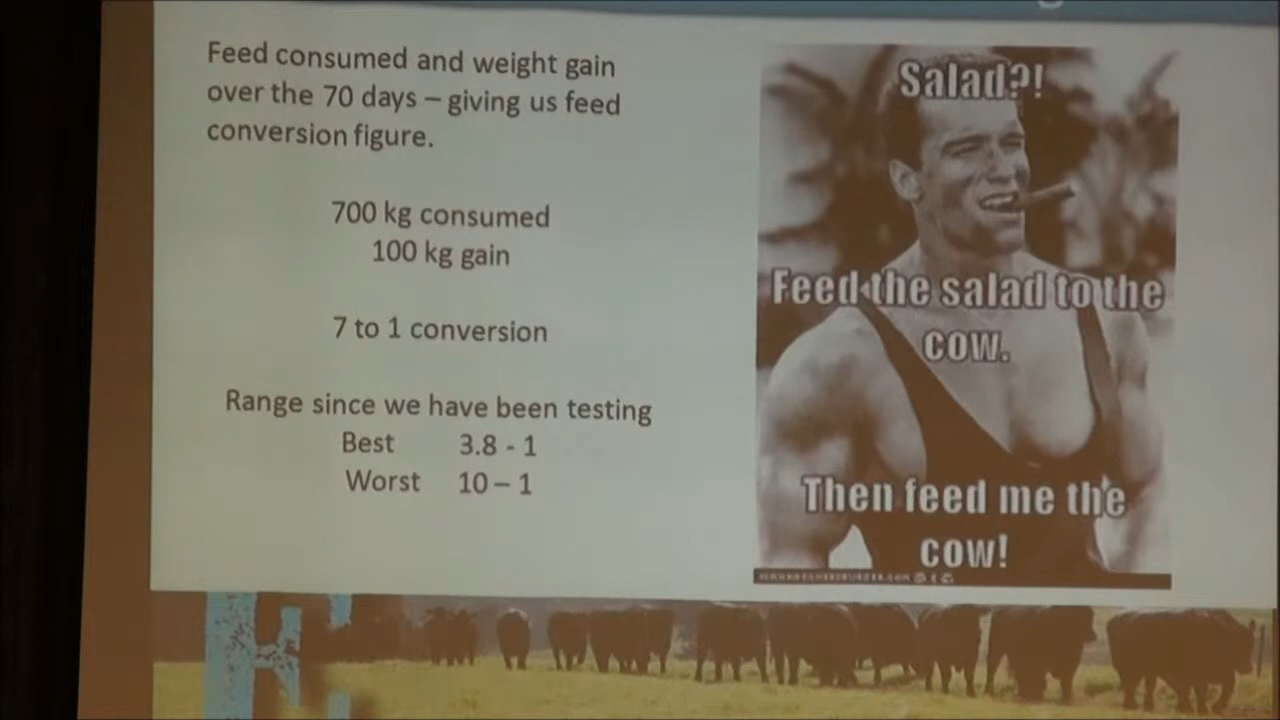 Feed consumed and weight gain
over the 70 days – giving us feed
conversion figure.
700 kg consumed
100 kg gain
7 to 1 conversion
Range since we have been testing
Best 3.8 - 1
Worst 10 – 1
Salad?!
Feed the salad to the
cow.
Then feed me the
cow!